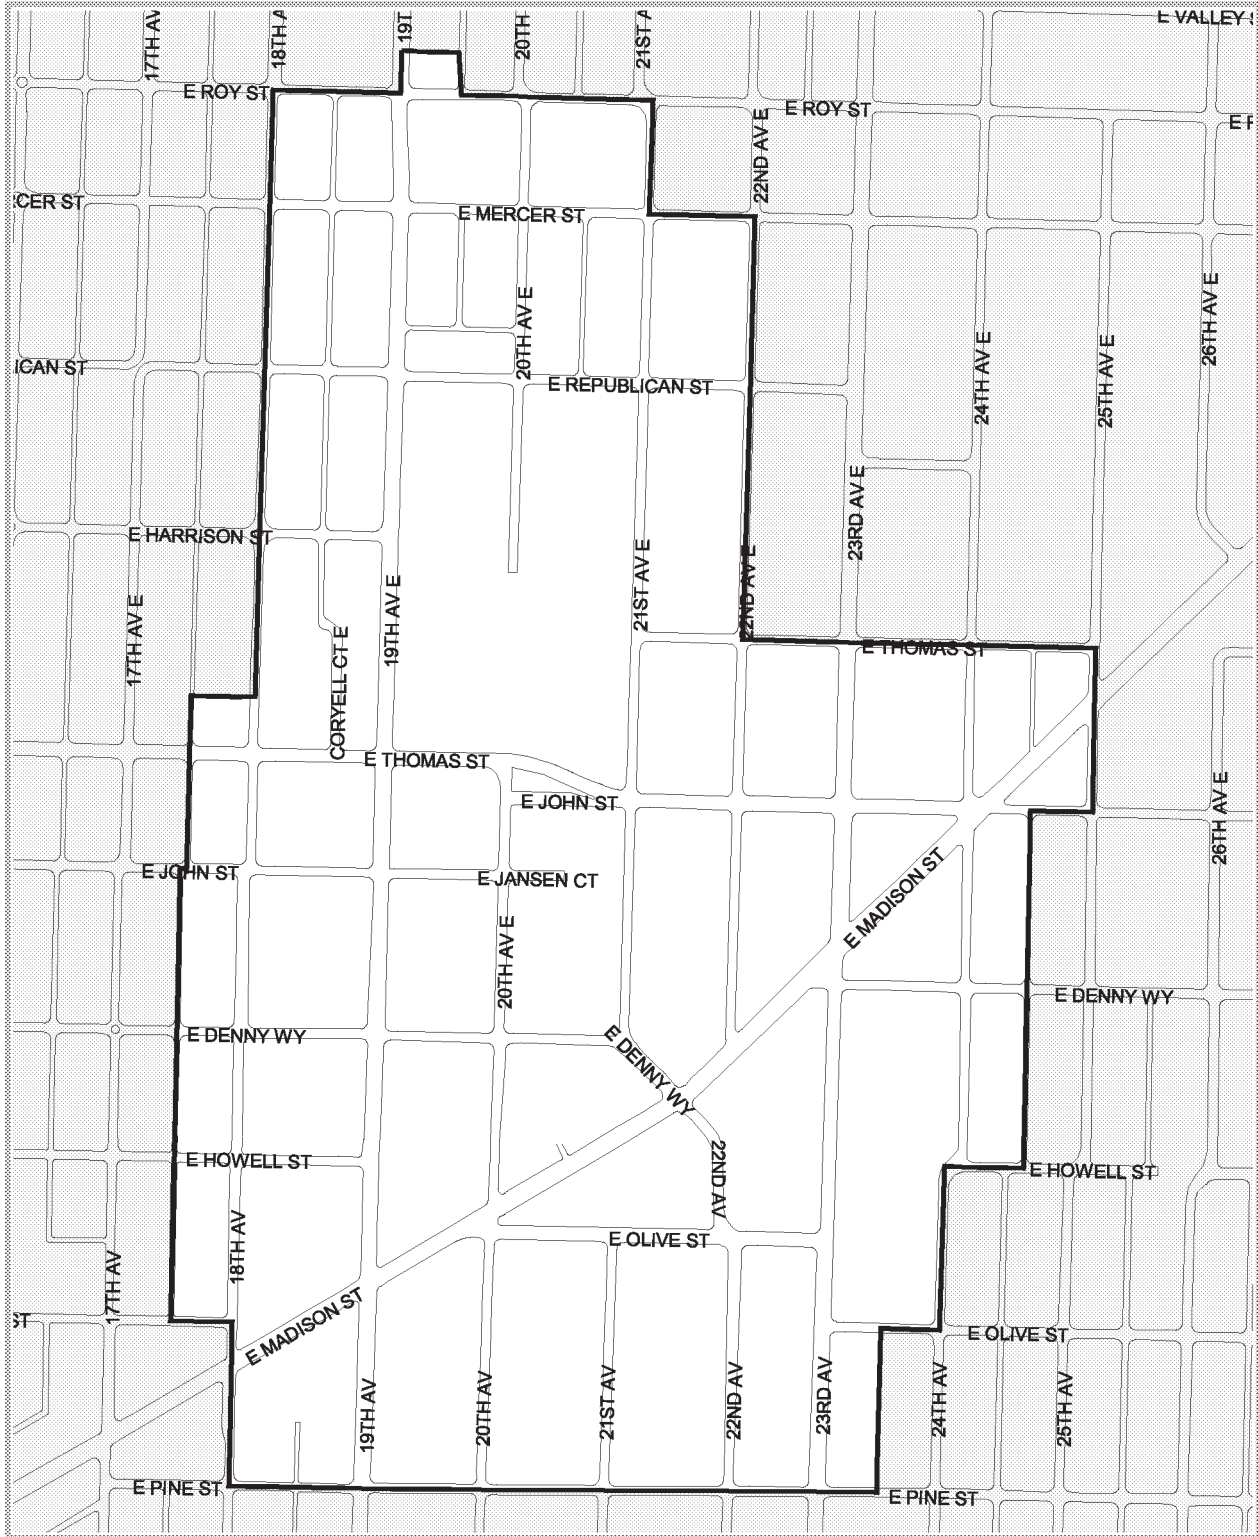 E VALLEY S
17TH AV
18TH A
19T
20TH
21ST A
E ROY ST
E ROY ST
22ND AV E
CER ST
E MERCER ST
20TH AV E
26TH AV E
24TH AV E
25TH AV E
ICAN ST
E REPUBLICAN ST
23RD AV E
E HARRISON ST
21ST AV E
22ND AV E
19TH AV E
17TH AV E
CORYELL CT E
E THOMAS ST
E THOMAS ST
E JOHN ST
26TH AV E
E JOHN ST
E JANSEN CT
E MADISON ST
20TH AV E
E DENNY WY
E DENNY WY
E DENNY WY
E HOWELL ST
22ND AV
E HOWELL ST
18TH AV
E OLIVE ST
17TH AV
ST
E MADISON ST
E OLIVE ST
19TH AV
20TH AV
21ST AV
22ND AV
23RD AV
24TH AV
25TH AV
E PINE ST
E PINE ST